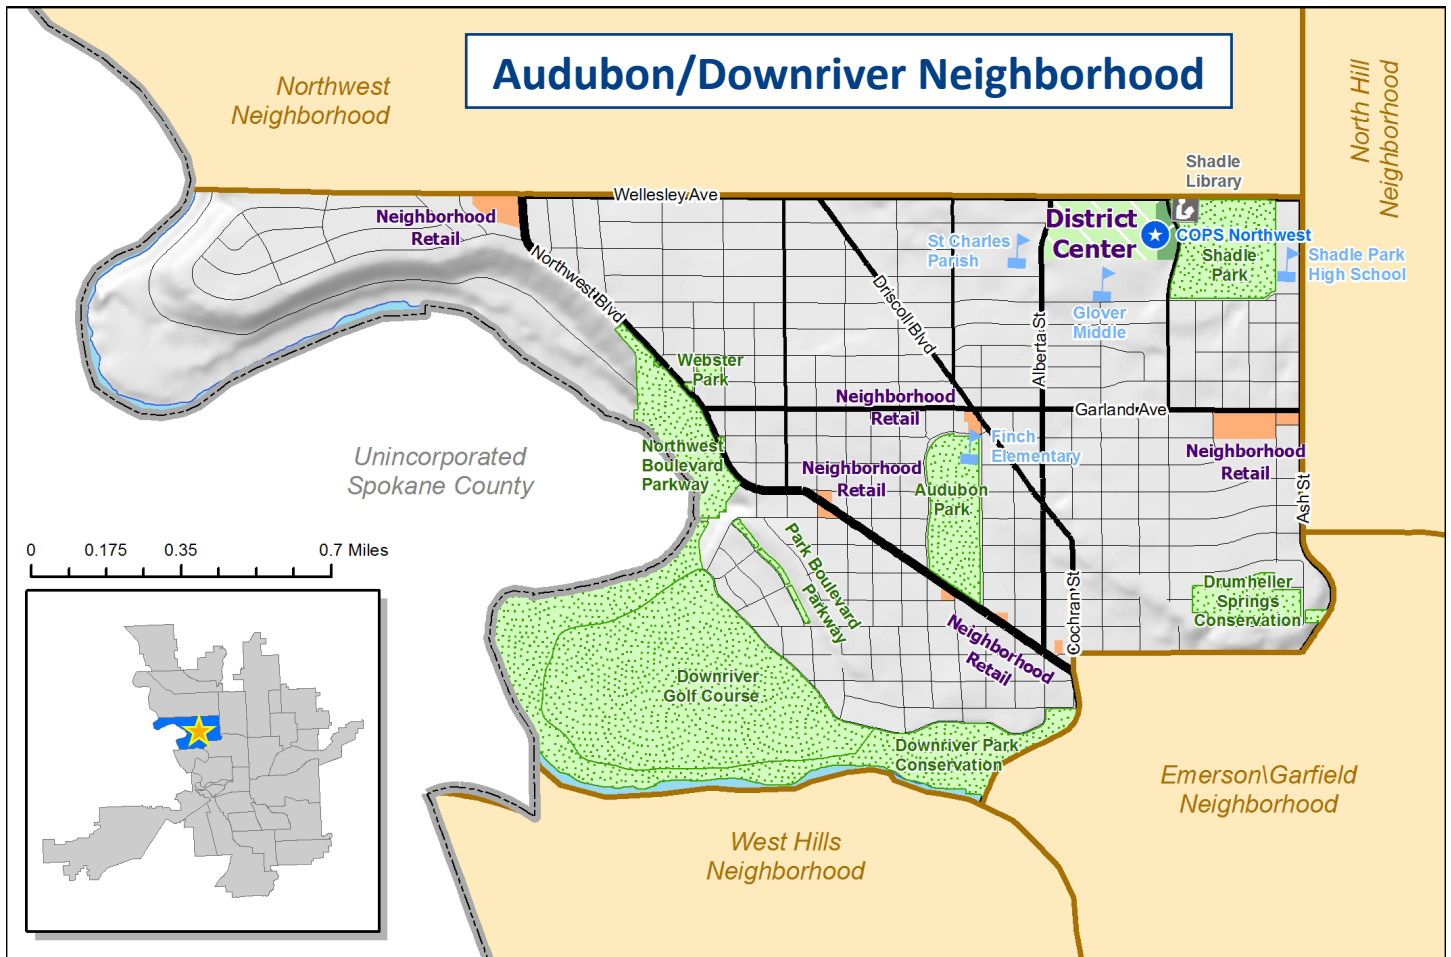 Audubon/Downriver Neighborhood
Northwest
Neighborhood
North Hill
Neighborhood
Shadle
Library
Wellesley Ave
Neighborhood
Retail
District
Center
COPS Northwest
St Charles
Parish
Shadle
Park
Shadle Park
High School
Northwest Blvd
Driscoll Blvd
Glover
Middle
Alberta St
Webster
Park
Neighborhood
Retail
Garland Ave
Northwest
Boulevard
Parkway
Finch
Elementary
Neighborhood
Retail
Neighborhood
Retail
Unincorporated
Spokane County
Audubon
Park
Ash St
0 0.175 0.35 0.7 Miles
Park Boulevard
Parkway
Cochran St
Drumheller
Springs
Conservation
Neighborhood
Retail
Downriver
Golf Course
Downriver Park
Conservation
Emerson\Garfield
Neighborhood
West Hills
Neighborhood